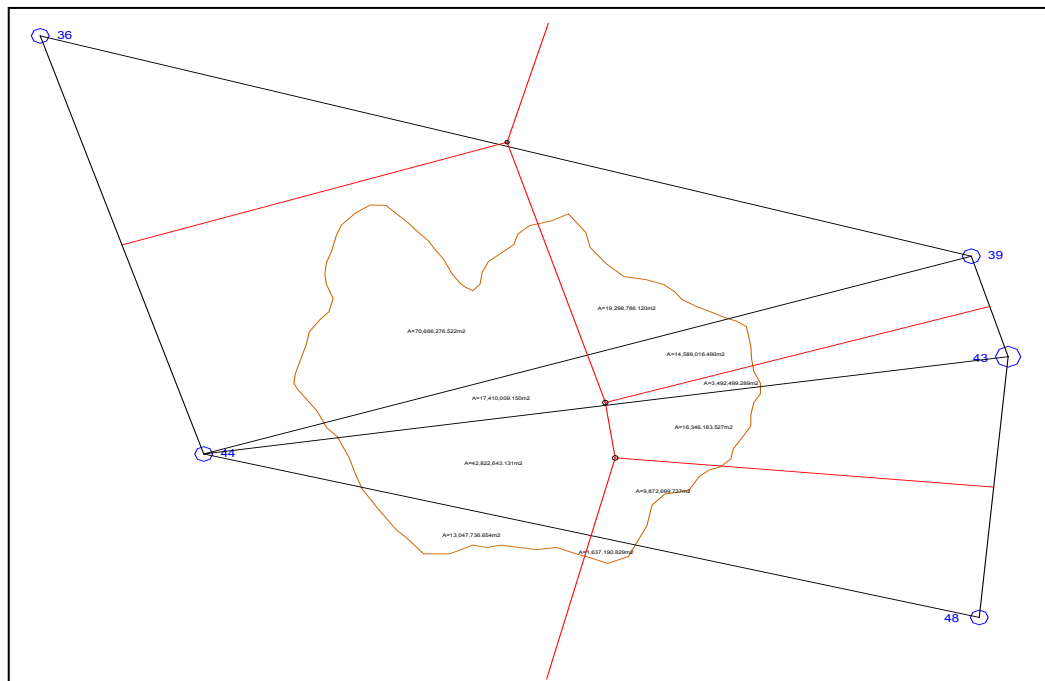 36
39
A=19,298,786.120m2
A=70,666,276.522m2
A=14,589,016.490m2
43
A=3,492,499.289m2
A=17,410,009.150m2
A=16,346,183.527m2
44
A=42,822,643.131m2
A=9,872,699.737m2
A=13,047,736.654m2
A=1,637,190.829m2
48